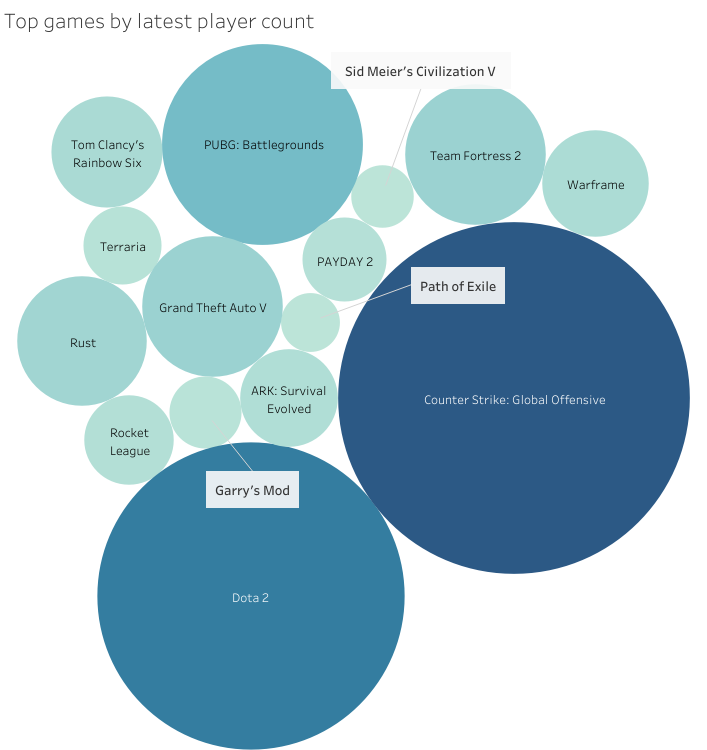 Top games by latest player count
Sid Meier's Civilization V
Tom Clancy's
Rainbow Six
PUBG: Battlegrounds
Team Fortress 2
Warframe
Terraria
PAYDAY 2
Path of Exile
Grand Theft Auto V
Rust
ARK: Survival
Evolved
Counter Strike: Global Offensive
Rocket
League
Garry's Mod
Dota 2